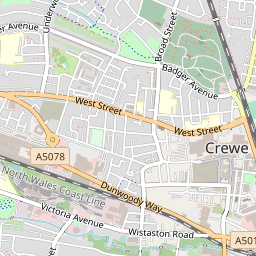 Underw
er Avenue
Broad Street
Badger Avenue
West Street
West Street
A5078
Crewe
North Wales Coast Line
Dunwoody Way
Victoria Avenue
Wistaston Road
A501